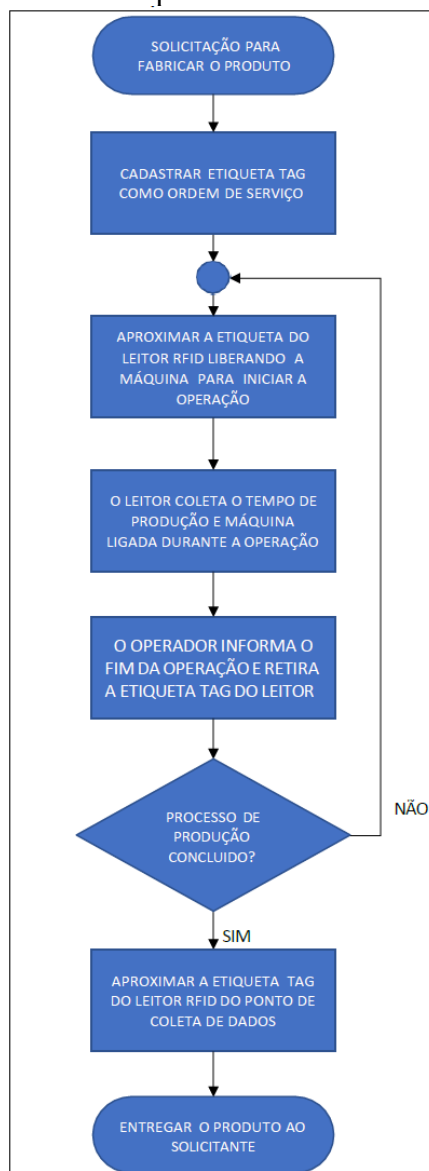 SOLICITAÇÃO PARA
FABRICAR O PRODUTO
CADASTRAR ETIQUETA TAG
COMO ORDEM DE SERVIÇO
APROXIMAR A ETIQUETA DO
LEITOR RFID LIBERANDO A
MÁQUINA PARA INICIAR A
OPERAÇÃO
O LEITOR COLETA O TEMPO DE
PRODUÇÃO E MÁQUINA
LIGADA DURANTE A OPERAÇÃO
O OPERADOR INFORMA O
FIM DA OPERAÇÃO E RETIRA
A ETIQUETA TAG DO LEITOR
PROCESSO DE
PRODUÇÃO
CONCLUIDO?
NÃO
SIM
APROXIMAR A ETIQUETA TAG
DO LEITOR RFID DO PONTO DE
COLETA DE DADOS
ENTREGAR O PRODUTO AO
SOLICITANTE